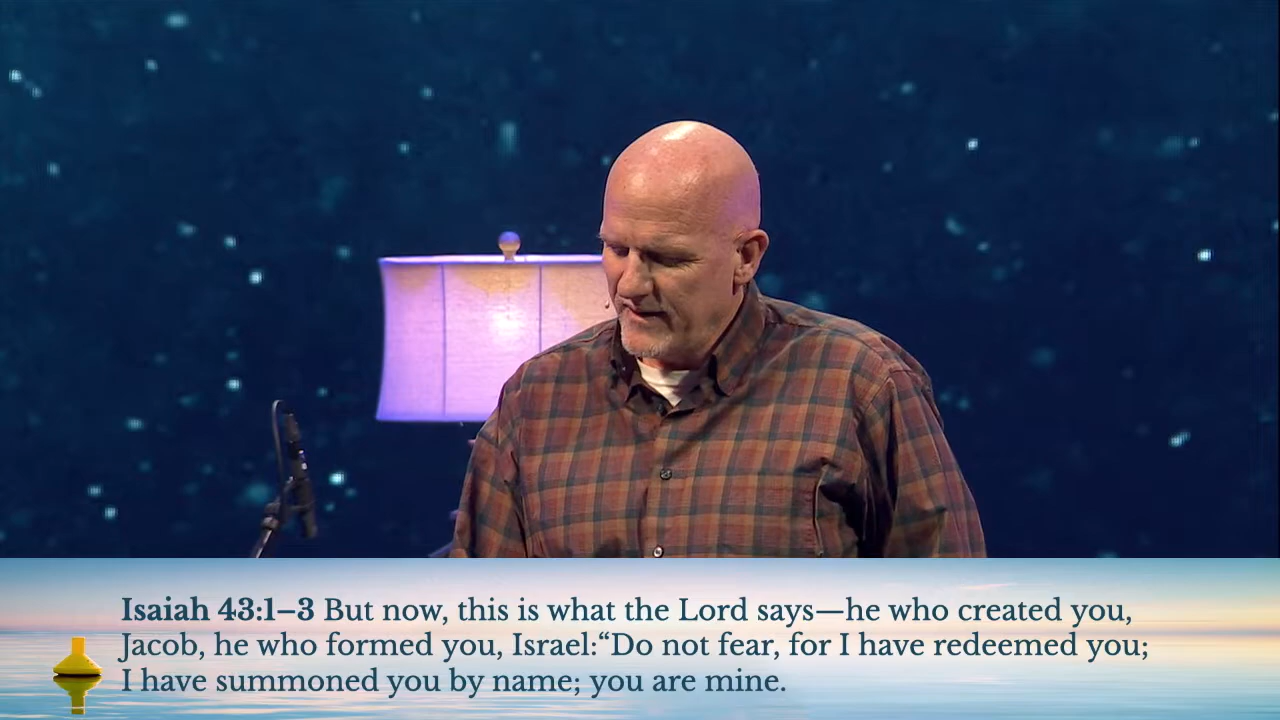 Isaiah 43:1–3 But now, this is what the Lord says—he who created you,
Jacob, he who formed you, Israel:“Do not fear, for I have redeemed you;
I have summoned you by name; you are mine.